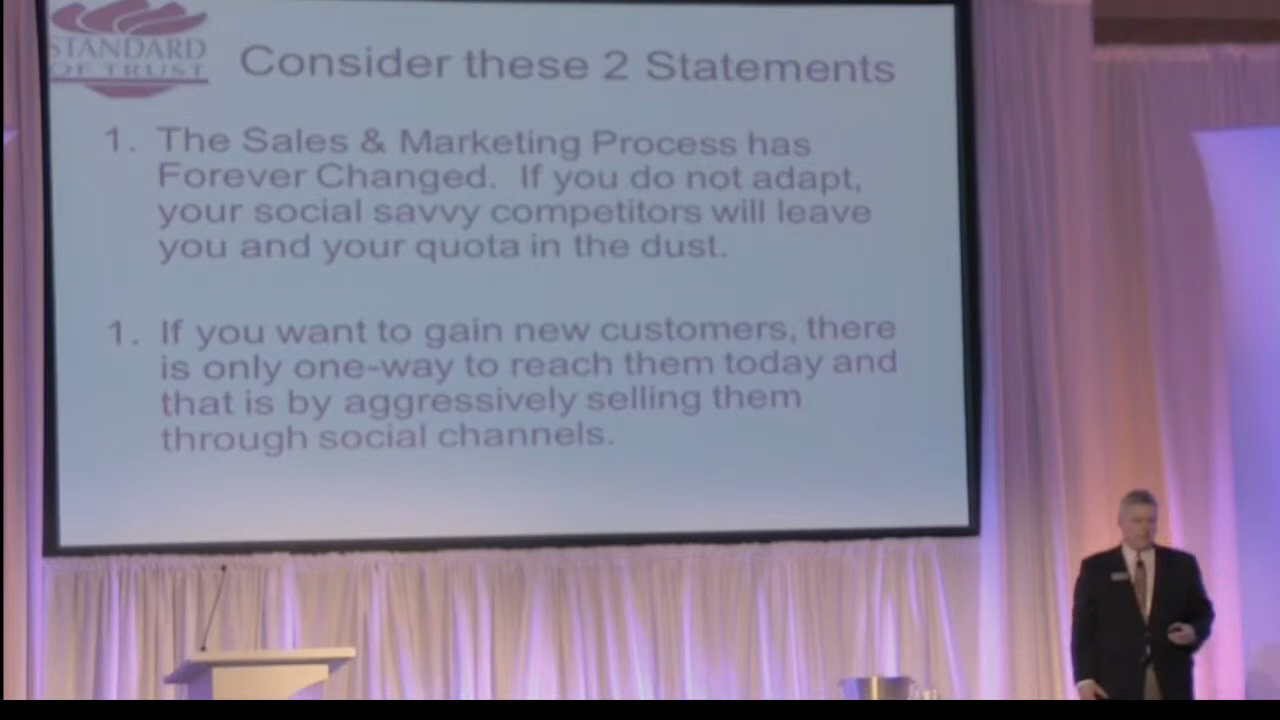 STANDARD
OF TRUST
Consider these 2 Statements
1. The Sales & Marketing Process has
Forever Changed. If you do not adapt,
your social savvy competitors will leave
you and your quota in the dust.
1. If you want to gain new customers, there
is only one-way to reach them today and
that is by aggressively selling them
through social channels.